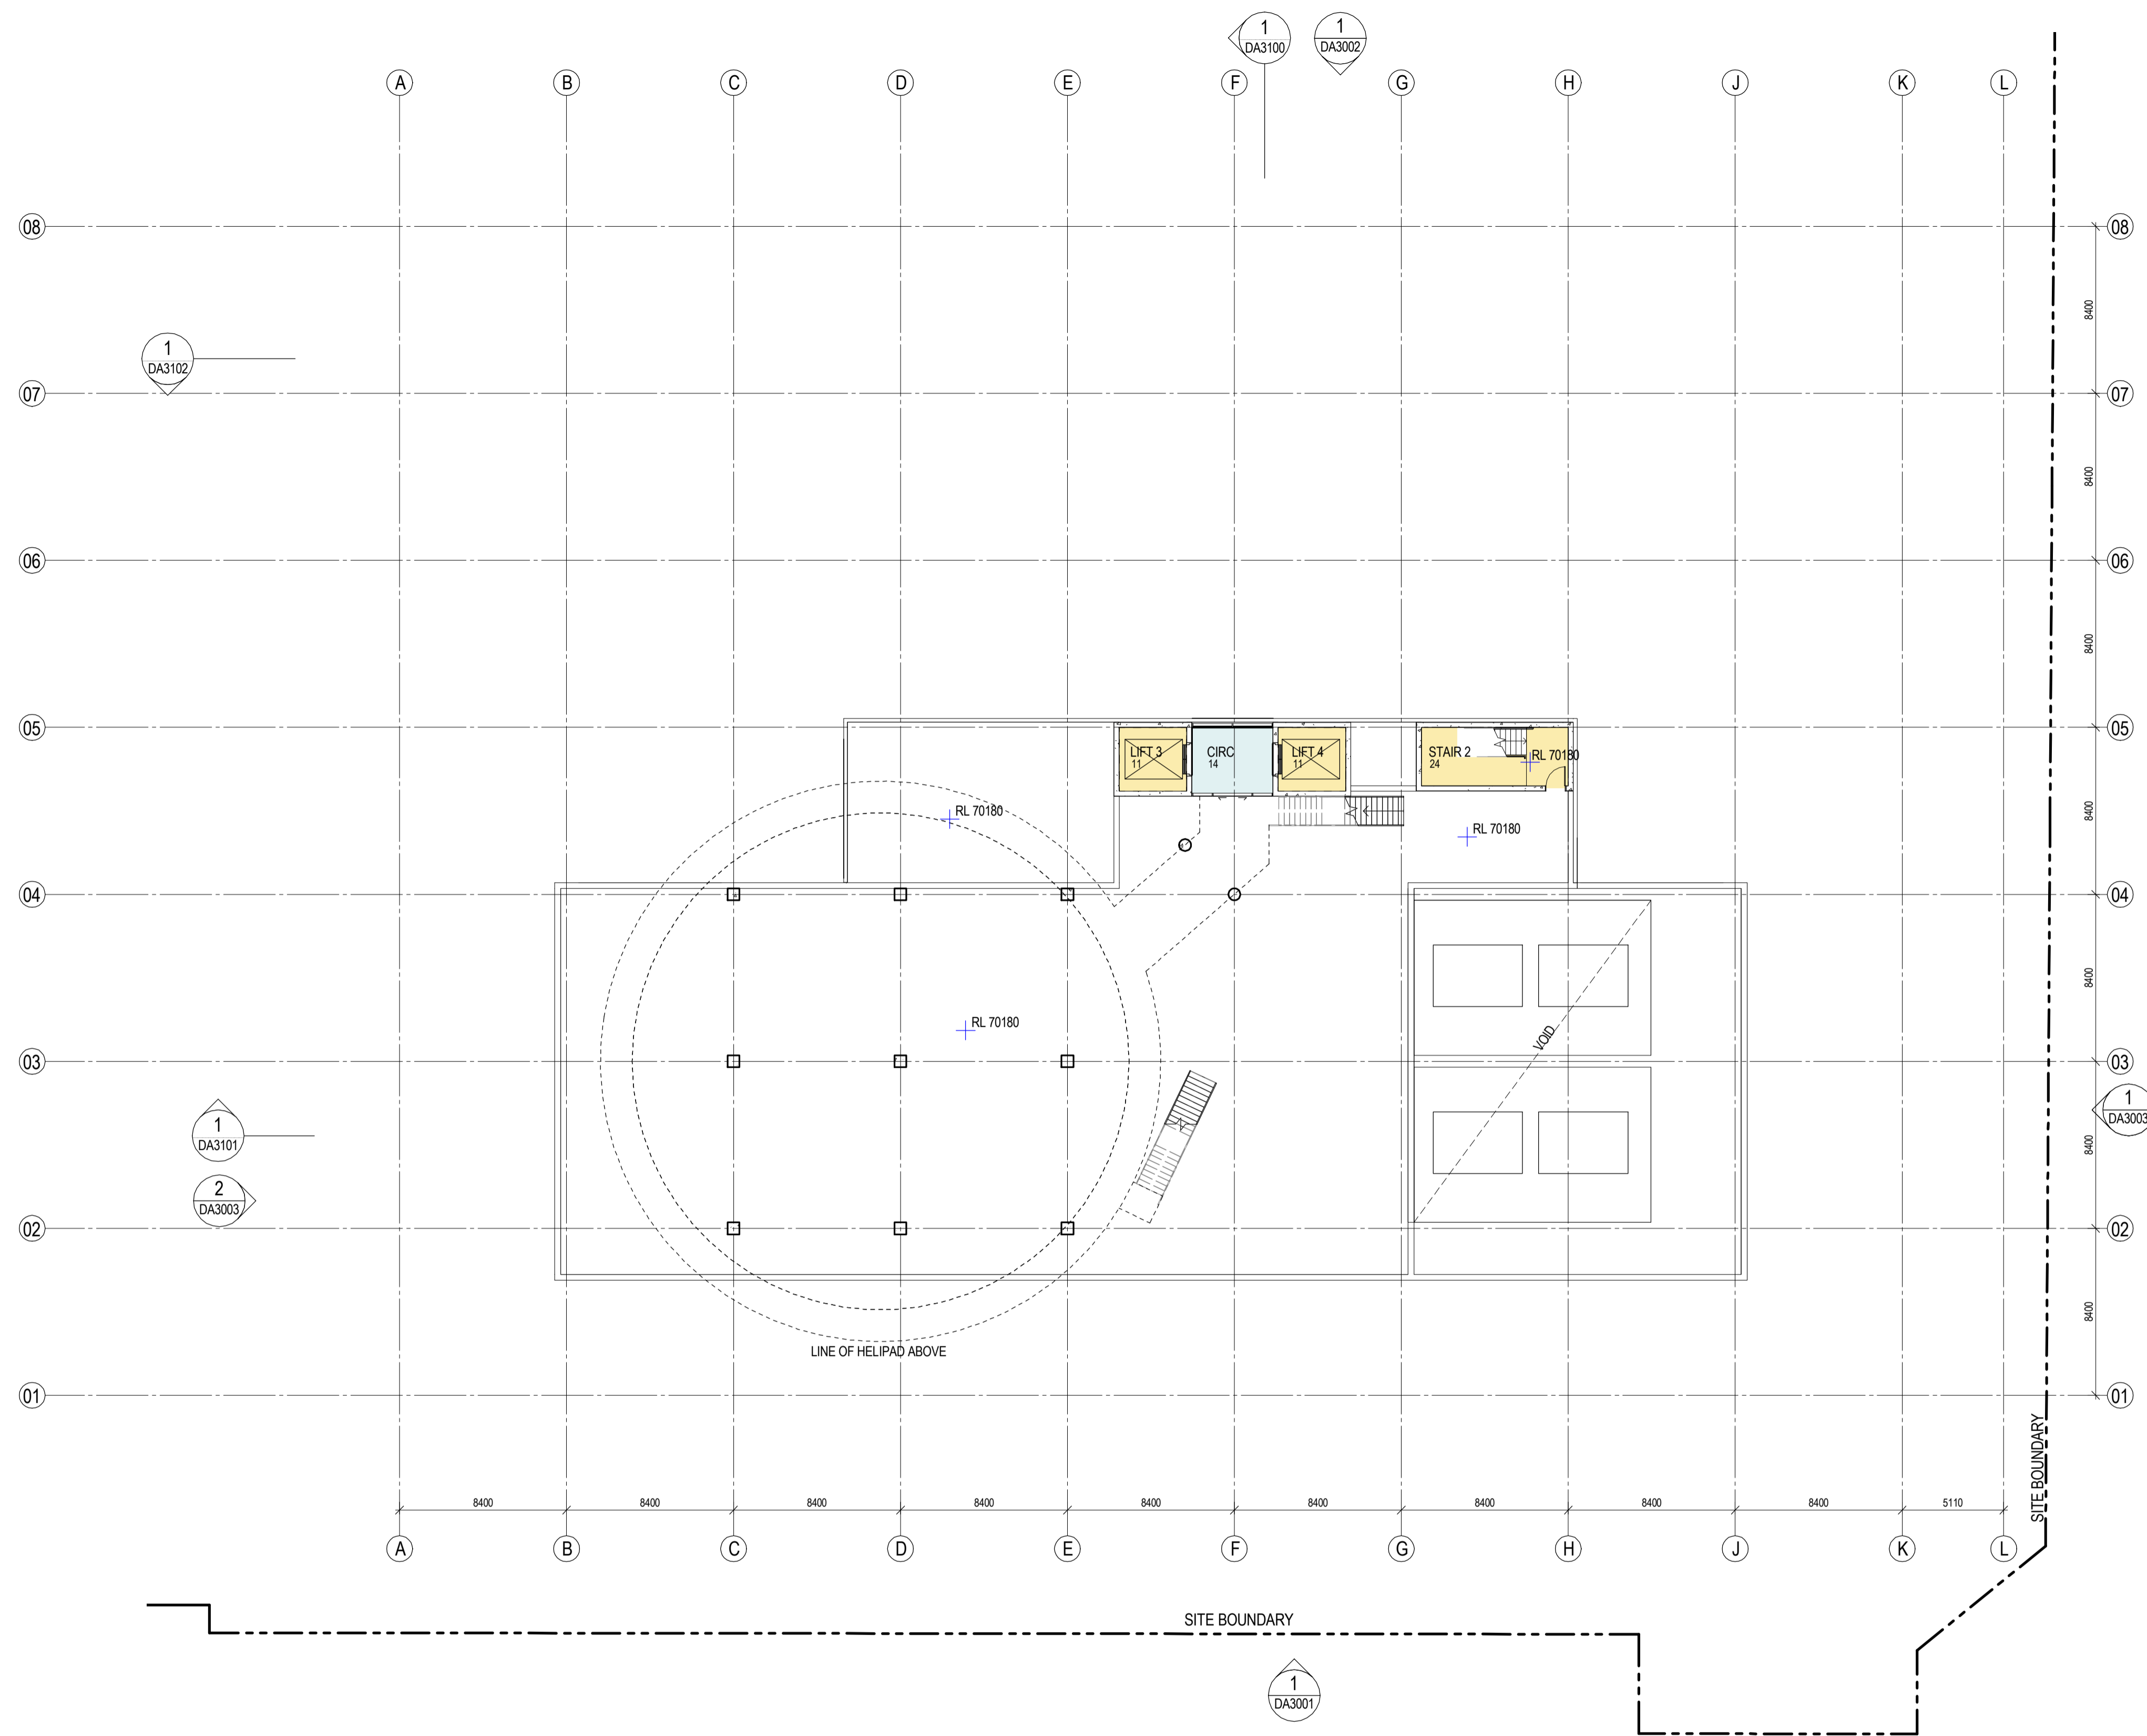 1
DA3100
1
DA3002
A B C D E F G H J K L
08 08
8400
1
DA3102
07 07
8400
06 06
8400
05 05
LIFT 3
11
CIRC
14
LIFT 4
11
STAIR 2
24
RL 70180
8400
RL 70180
RL 70180
04 04
8400
RL 70180
VOID
03 03
1
DA3003
1
DA3101
8400
2
DA3003
02 02
8400
LINE OF HELIPAD ABOVE
01 01
SITE BOUNDARY
8400 8400 8400 8400 8400 8400 8400 8400 8400 5110
A B C D E F G H J K L
SITE BOUNDARY
1
DA3001